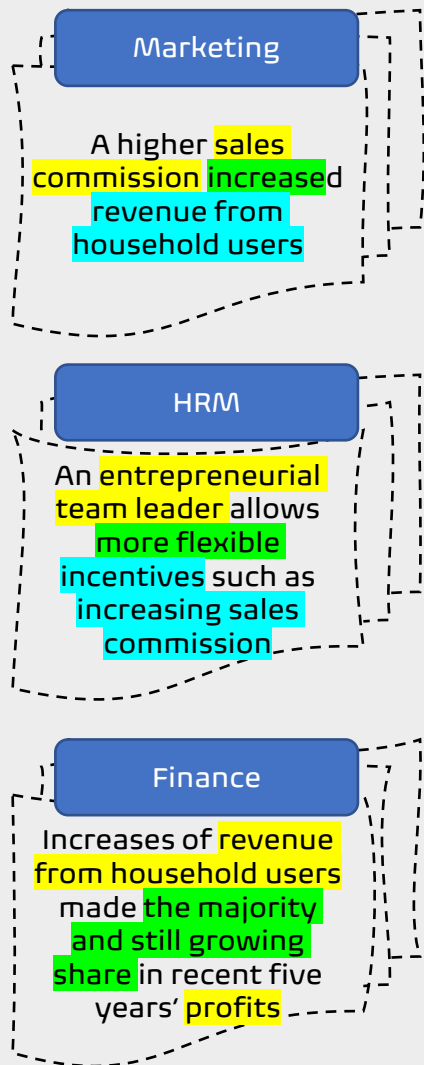 Marketing
A higher sales
commission increased
revenue from
household users
HRM
An entrepreneurial
team leader allows
more flexible
incentives such as
increasing sales
commission
Finance
Increases of revenue
from household users
made the majority
and still growing
share in recent five
years' profits